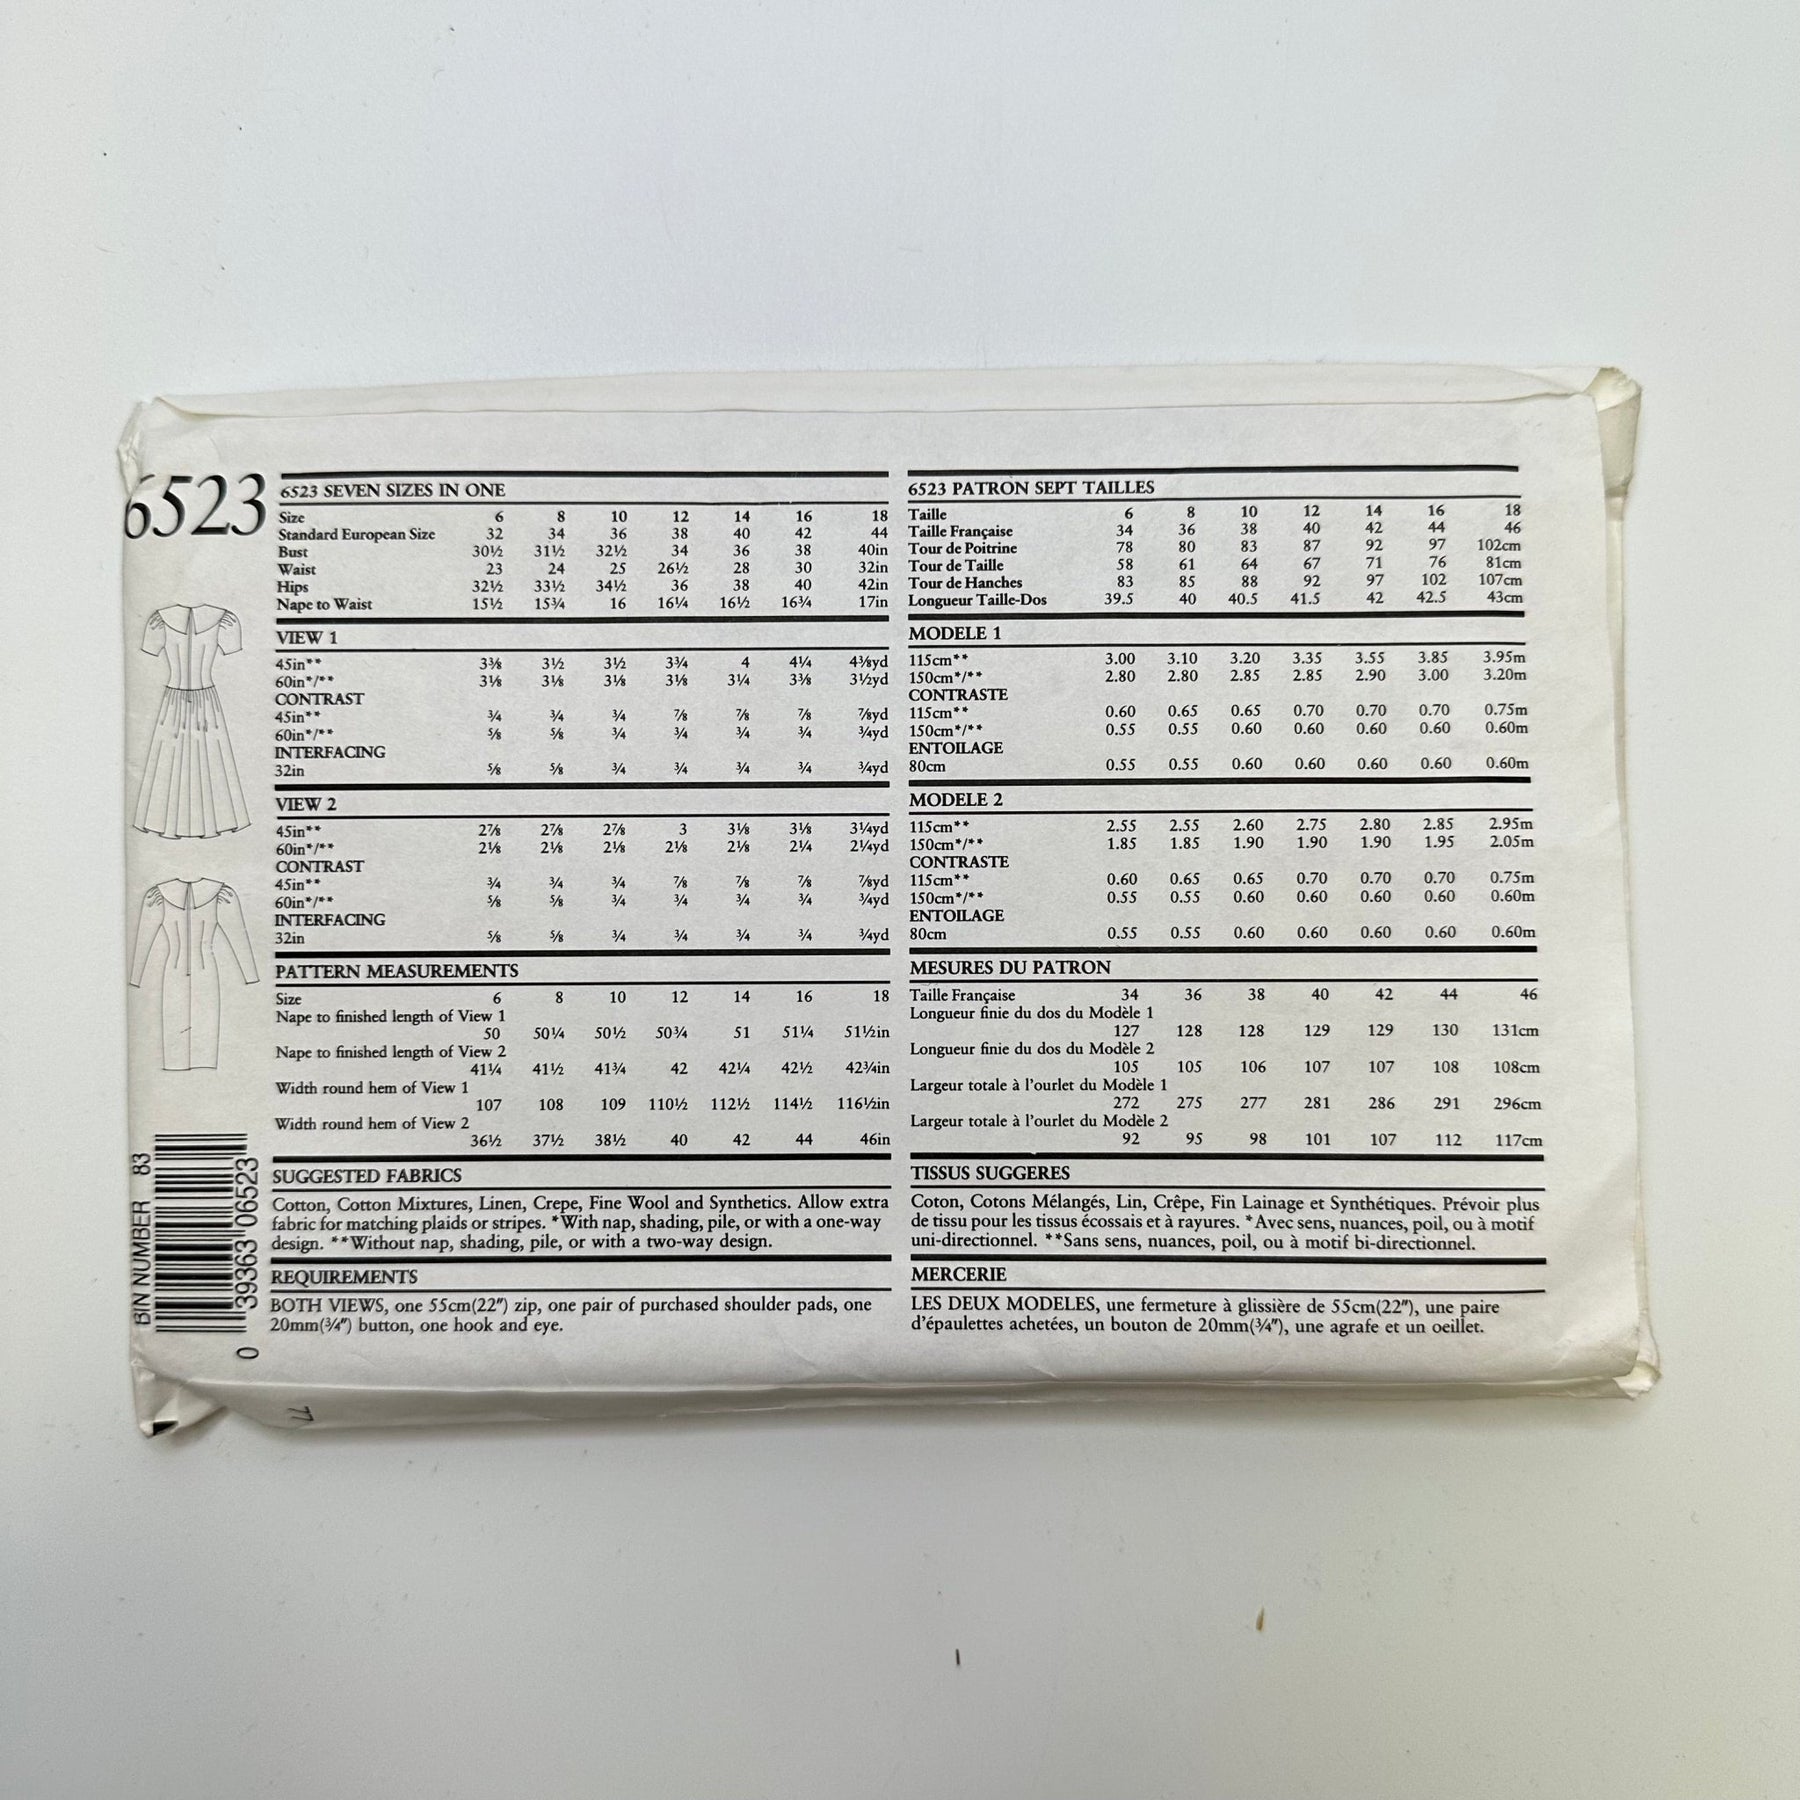 6523
6523 SEVEN SIZES IN ONE
Size 6 8 10 12 14 16 18
Standard European Size 32 34 36 38 40 42 44
Bust 30½ 31½ 32½ 34 36 38 40in
Waist 23 24 25 26½ 28 30 32in
Hips 32½ 33½ 34½ 36 38 40 42in
Nape to Waist 15½ 15¾ 16 16¼ 16½ 16¾ 17in
VIEW 1
45in** 3⅜ 3½ 3½ 3¾ 4 4¼ 4⅜yd
60in*/** 3⅛ 3⅛ 3⅛ 3⅛ 3¼ 3⅜ 3½yd
CONTRAST
45in** ¾ ¾ ¾ ⅞ ⅞ ⅞ ⅞yd
60in*/** ⅝ ⅝ ¾ ¾ ¾ ¾ ¾yd
INTERFACING
32in ⅝ ⅝ ¾ ¾ ¾ ¾ ¾yd
VIEW 2
45in** 2⅞ 2⅞ 2⅞ 3 3⅛ 3⅛ 3¼yd
60in*/** 2⅛ 2⅛ 2⅛ 2⅛ 2⅛ 2¼ 2¼yd
CONTRAST
45in** ¾ ¾ ¾ ⅞ ⅞ ⅞ ⅞yd
60in*/** ⅝ ⅝ ¾ ¾ ¾ ¾ ¾yd
INTERFACING
32in ⅝ ⅝ ¾ ¾ ¾ ¾ ¾yd
PATTERN MEASUREMENTS
Size 6 8 10 12 14 16 18
Nape to finished length of View 1
50 50¼ 50½ 50¾ 51 51¼ 51½in
Nape to finished length of View 2
41¼ 41½ 41¾ 42 42¼ 42½ 42¾in
Width round hem of View 1
107 108 109 110½ 112½ 114½ 116½in
Width round hem of View 2
36½ 37½ 38½ 40 42 44 46in
SUGGESTED FABRICS
Cotton, Cotton Mixtures, Linen, Crepe, Fine Wool and Synthetics. Allow extra
fabric for matching plaids or stripes. *With nap, shading, pile, or with a one-way
design. **Without nap, shading, pile, or with a two-way design.
REQUIREMENTS
BOTH VIEWS, one 55cm(22″) zip, one pair of purchased shoulder pads, one
20mm(¾″) button, one hook and eye.
6523 PATRON SEPT TAILLES
Taille 6 8 10 12 14 16 18
Taille Française 34 36 38 40 42 44 46
Tour de Poitrine 78 80 83 87 92 97 102cm
Tour de Taille 58 61 64 67 71 76 81cm
Tour de Hanches 83 85 88 92 97 102 107cm
Longueur Taille-Dos 39.5 40 40.5 41.5 42 42.5 43cm
MODELE 1
115cm** 3.00 3.10 3.20 3.35 3.55 3.85 3.95m
150cm*/** 2.80 2.80 2.85 2.85 2.90 3.00 3.20m
CONTRASTE
115cm** 0.60 0.65 0.65 0.70 0.70 0.70 0.75m
150cm*/** 0.55 0.55 0.60 0.60 0.60 0.60 0.60m
ENTOILAGE
80cm 0.55 0.55 0.60 0.60 0.60 0.60 0.60m
MODELE 2
115cm** 2.55 2.55 2.60 2.75 2.80 2.85 2.95m
150cm*/** 1.85 1.85 1.90 1.90 1.90 1.95 2.05m
CONTRASTE
115cm** 0.60 0.65 0.65 0.70 0.70 0.70 0.75m
150cm*/** 0.55 0.55 0.60 0.60 0.60 0.60 0.60m
ENTOILAGE
80cm 0.55 0.55 0.60 0.60 0.60 0.60 0.60m
MESURES DU PATRON
Taille Française 34 36 38 40 42 44 46
Longueur finie du dos du Modèle 1
127 128 128 129 129 130 131cm
Longueur finie du dos du Modèle 2
105 105 106 107 107 108 108cm
Largeur totale à l'ourlet du Modèle 1
272 275 277 281 286 291 296cm
Largeur totale à l'ourlet du Modèle 2
92 95 98 101 107 112 117cm
TISSUS SUGGERES
Coton, Cotons Mélangés, Lin, Crêpe, Fin Lainage et Synthétiques. Prévoir plus
de tissu pour les tissus écossais et à rayures. *Avec sens, nuances, poil, ou à motif
uni-directionnel. **Sans sens, nuances, poil, ou à motif bi-directionnel.
MERCERIE
LES DEUX MODELES, une fermeture à glissière de 55cm(22″), une paire
d'épaulettes achetées, un bouton de 20mm(¾″), une agrafe et un oeillet.
BIN NUMBER 83
0 39363 06523
77